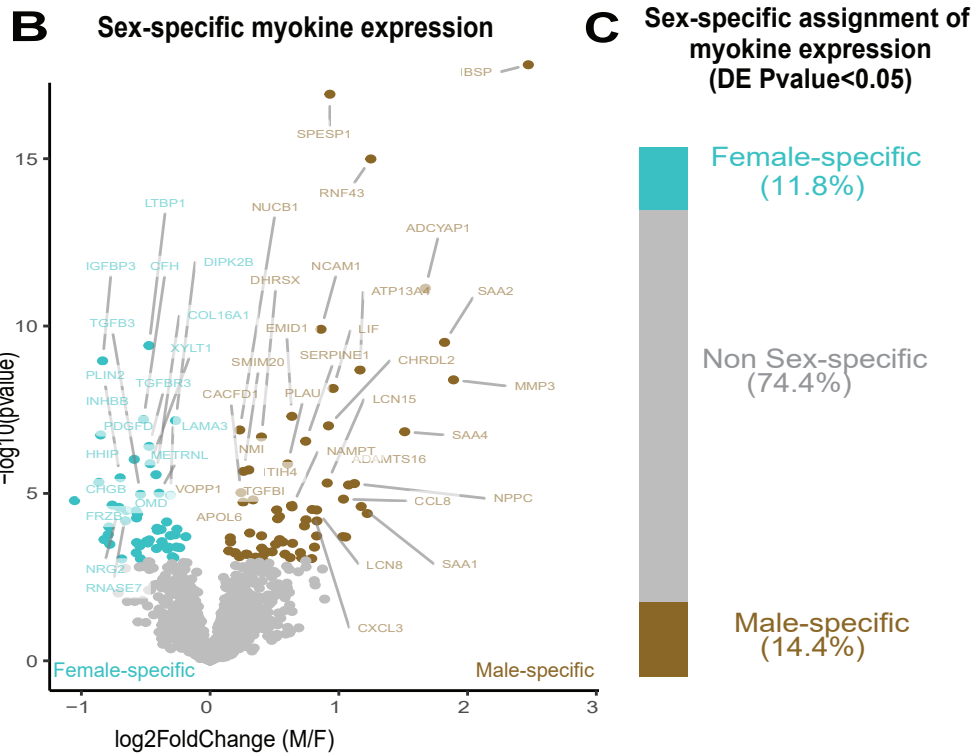 B
Sex-specific myokine expression
C
Sex-specific assignment of
myokine expression
(DE Pvalue<0.05)
IBSP
SPESP1
15
RNF43
LTBP1
NUCB1
ADCYAP1
IGFBP3
CFH
DIPK2B
NCAM1
DHRSX
ATP13A4
SAA2
TGFB3
COL16A1
EMID1
LIF
10
XYLT1
SMIM20
SERPINE1
CHRDL2
PLIN2
TGFBR3
MMP3
CACFD1
PLAU
INHBB
LCN15
PDGFD
LAMA3
SAA4
HHIP
METRNL
NMI
NAMPT
ADAMTS16
ITIH4
CHGB
VOPP1
TGFBI
5
NPPC
OMD
CCL8
FRZB
APOL6
NRG2
LCN8
SAA1
RNASE7
CXCL3
0
Female-specific
Male-specific
−1
0
1
2
3
-log10(pvalue)
log2FoldChange (M/F)
Female-specific
(11.8%)
Non Sex-specific
(74.4%)
Male-specific
(14.4%)